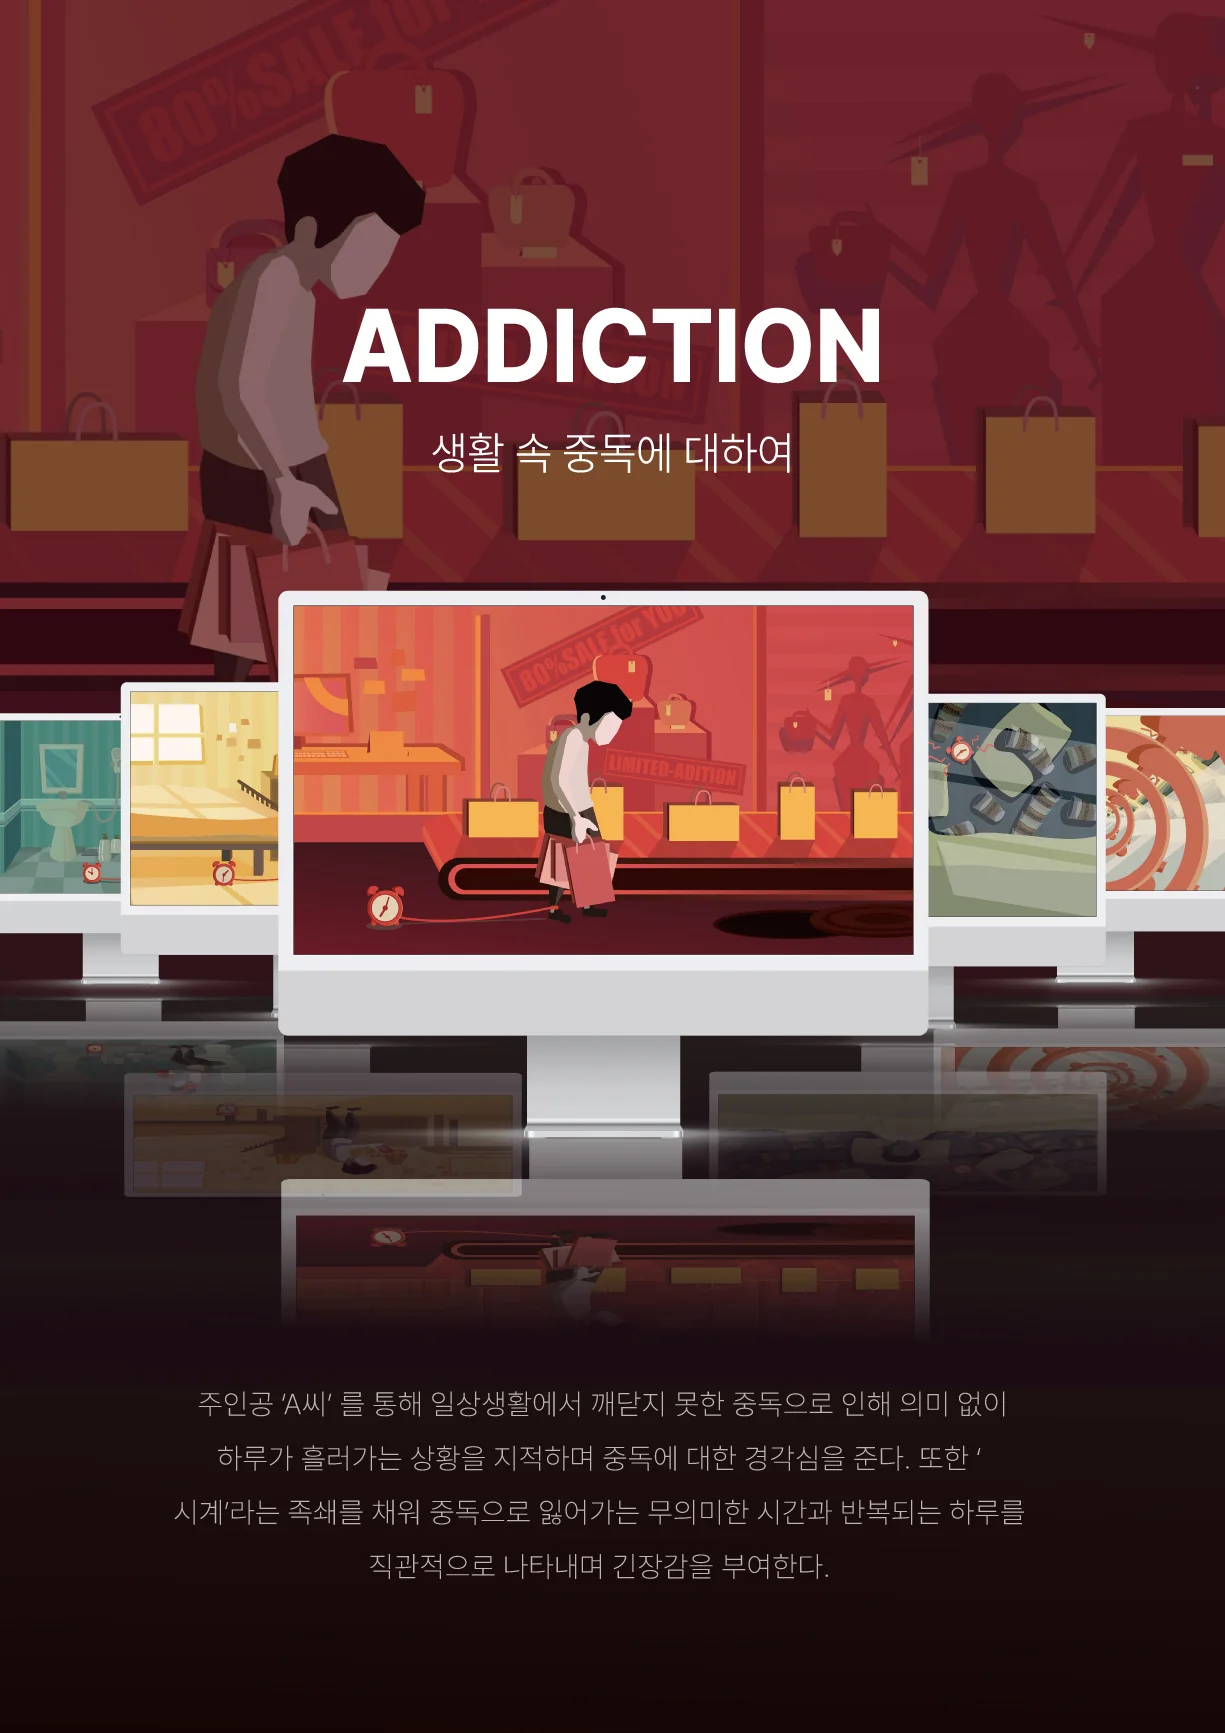 80%SALE for
ADDICTION
생활 속 중독에 대하여
80%SALE for YOU
LIMITED-ADITION
주인공 ‘A씨’ 를 통해 일상생활에서 깨닫지 못한 중독으로 인해 의미 없이
하루가 흘러가는 상황을 지적하며 중독에 대한 경각심을 준다. 또한 ‘
시계’라는 족쇄를 채워 중독으로 잃어가는 무의미한 시간과 반복되는 하루를
직관적으로 나타내며 긴장감을 부여한다.